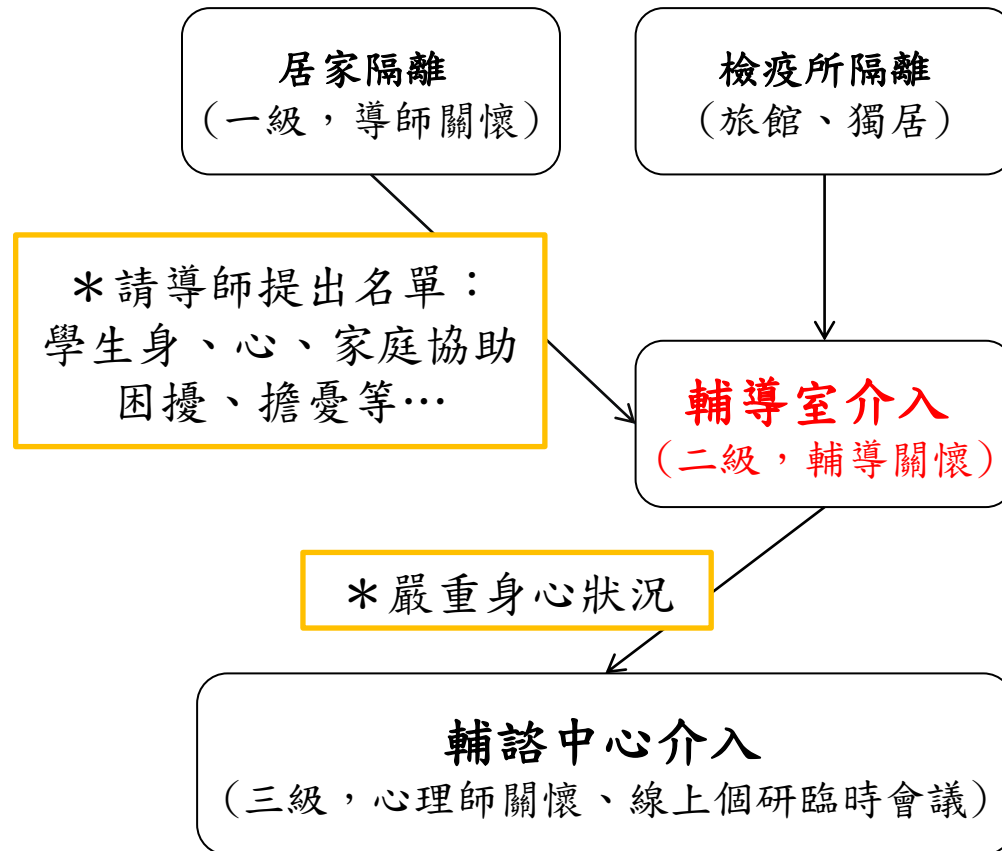 居家隔離
(一級，導師關懷)
檢疫所隔離
(旅館、獨居)
＊請導師提出名單：
學生身、心、家庭協助
困擾、擔憂等…
輔導室介入
(二級，輔導關懷)
＊嚴重身心狀況
輔諮中心介入
(三級，心理師關懷、線上個研臨時會議)